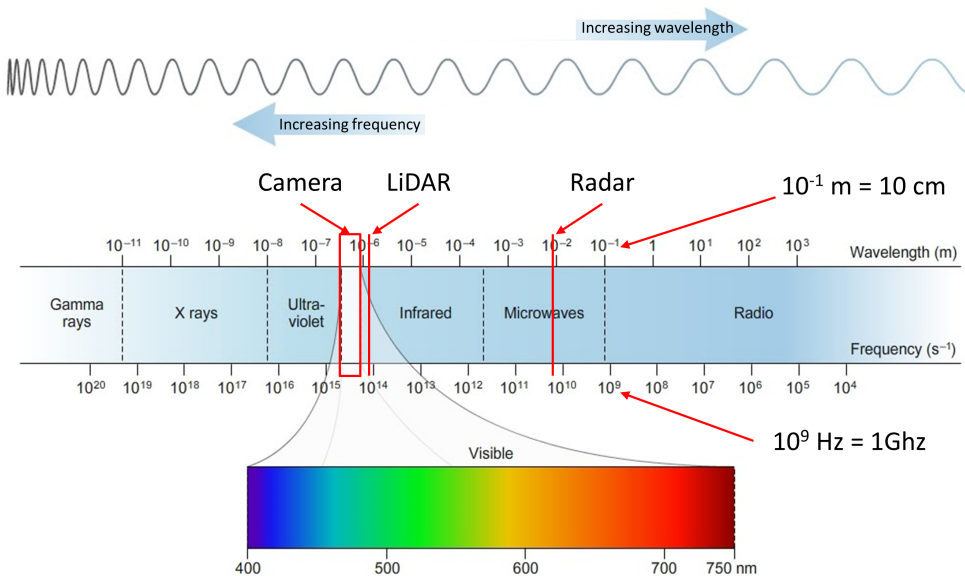 Increasing wavelength
Increasing frequency
Camera LiDAR Radar 10⁻¹ m = 10 cm
10⁻¹¹ 10⁻¹⁰ 10⁻⁹ 10⁻⁸ 10⁻⁷ 10⁻⁶ 10⁻⁵ 10⁻⁴ 10⁻³ 10⁻² 10⁻¹ 1 10¹ 10² 10³ Wavelength (m)
Gamma rays X rays Ultra-violet Infrared Microwaves Radio
Frequency (s⁻¹)
10²⁰ 10¹⁹ 10¹⁸ 10¹⁷ 10¹⁶ 10¹⁵ 10¹⁴ 10¹³ 10¹² 10¹¹ 10¹⁰ 10⁹ 10⁸ 10⁷ 10⁶ 10⁵ 10⁴
10⁹ Hz = 1Ghz
Visible
400 500 600 700 750 nm